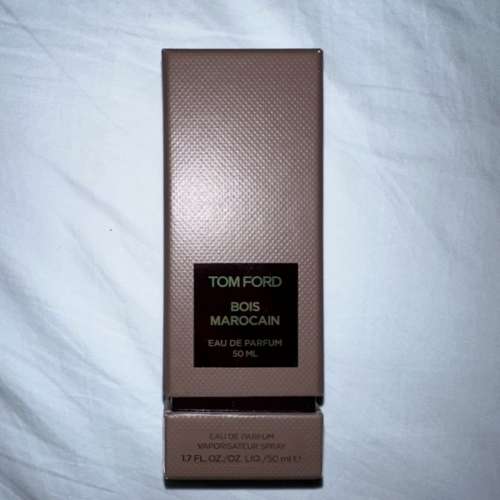 TOM FORD
BOIS
MAROCAIN
EAU DE PARFUM
50 ML
EAU DE PARFUM
VAPORISATEUR SPRAY
1.7 FL. OZ./OZ. LIQ./50 ml ℮